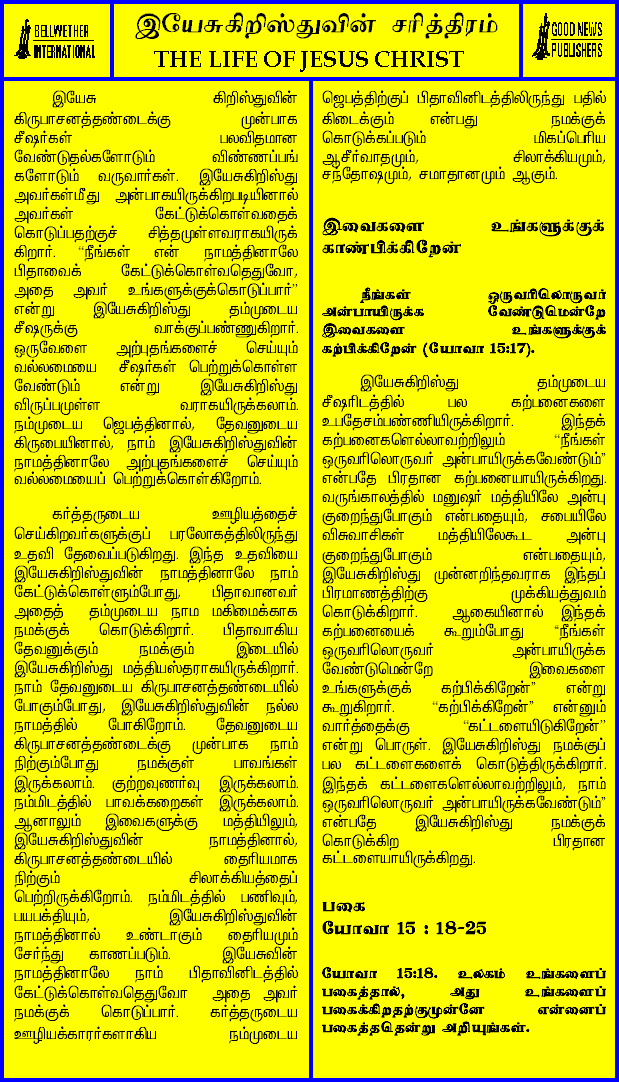 BELLWETHER
INTERNATIONAL
இயேசுகிறிஸ்துவின் சரித்திரம்
THE LIFE OF JESUS CHRIST
GOOD NEWS
PUBLISHERS
இயேசு கிறிஸ்துவின்
கிருபாசனத்தண்டைக்கு முன்பாக
சீஷர்கள் பலவிதமான
வேண்டுதல்களோடும் விண்ணப்பங்
களோடும் வருவார்கள். இயேசுகிறிஸ்து
அவர்கள்மீது அன்பாகயிருக்கிறபடியினால்
அவர்கள் கேட்டுக்கொள்வதைக்
கொடுப்பதற்குச் சித்தமுள்ளவராகயிருக்
கிறார். “நீங்கள் என் நாமத்தினாலே
பிதாவைக் கேட்டுக்கொள்வதெதுவோ,
அதை அவர் உங்களுக்குக்கொடுப்பார்”
என்று இயேசுகிறிஸ்து தம்முடைய
சீஷருக்கு வாக்குப்பண்ணுகிறார்.
ஒருவேளை அற்புதங்களைச் செய்யும்
வல்லமையை சீஷர்கள் பெற்றுக்கொள்ள
வேண்டும் என்று இயேசுகிறிஸ்து
விருப்பமுள்ள வராகயிருக்கலாம்.
நம்முடைய ஜெபத்தினால், தேவனுடைய
கிருபையினால், நாம் இயேசுகிறிஸ்துவின்
நாமத்தினாலே அற்புதங்களைச் செய்யும்
வல்லமையைப் பெற்றுக்கொள்கிறோம்.
கர்த்தருடைய ஊழியத்தைச்
செய்கிறவர்களுக்குப் பரலோகத்திலிருந்து
உதவி தேவைப்படுகிறது. இந்த உதவியை
இயேசுகிறிஸ்துவின் நாமத்தினாலே நாம்
கேட்டுக்கொள்ளும்போது, பிதாவானவர்
அதைத் தம்முடைய நாம மகிமைக்காக
நமக்குக் கொடுக்கிறார். பிதாவாகிய
தேவனுக்கும் நமக்கும் இடையில்
இயேசுகிறிஸ்து மத்தியஸ்தராகயிருக்கிறார்.
நாம் தேவனுடைய கிருபாசனத்தண்டையில்
போகும்போது, இயேசுகிறிஸ்துவின் நல்ல
நாமத்தில் போகிறோம். தேவனுடைய
கிருபாசனத்தண்டைக்கு முன்பாக நாம்
நிற்கும்போது நமக்குள் பாவங்கள்
இருக்கலாம். குற்றவுணர்வு இருக்கலாம்.
நம்மிடத்தில் பாவக்கறைகள் இருக்கலாம்.
ஆனாலும் இவைகளுக்கு மத்தியிலும்,
இயேசுகிறிஸ்துவின் நாமத்தினால்,
கிருபாசனத்தண்டையில் தைரியமாக
நிற்கும் சிலாக்கியத்தைப்
பெற்றிருக்கிறோம். நம்மிடத்தில் பணிவும்,
பயபக்தியும், இயேசுகிறிஸ்துவின்
நாமத்தினால் உண்டாகும் தைரியமும்
சேர்ந்து காணப்படும். இயேசுவின்
நாமத்தினாலே நாம் பிதாவினிடத்தில்
கேட்டுக்கொள்வதெதுவோ அதை அவர்
நமக்குக் கொடுப்பார். கர்த்தருடைய
ஊழியக்காரர்களாகிய நம்முடைய
ஜெபத்திற்குப் பிதாவினிடத்திலிருந்து பதில்
கிடைக்கும் என்பது நமக்குக்
கொடுக்கப்படும் மிகப்பெரிய
ஆசீர்வாதமும், சிலாக்கியமும்,
சந்தோஷமும், சமாதானமும் ஆகும்.
இவைகளை உங்களுக்குக்
காண்பிக்கிறேன்
நீங்கள் ஒருவரிலொருவர்
அன்பாயிருக்க வேண்டுமென்றே
இவைகளை உங்களுக்குக்
கற்பிக்கிறேன் (யோவா 15:17).
இயேசுகிறிஸ்து தம்முடைய
சீஷரிடத்தில் பல கற்பனைகளை
உபதேசம்பண்ணியிருக்கிறார். இந்தக்
கற்பனைகளெல்லாவற்றிலும் “நீங்கள்
ஒருவரிலொருவர் அன்பாயிருக்கவேண்டும்”
என்பதே பிரதான கற்பனையாயிருக்கிறது.
வருங்காலத்தில் மனுஷர் மத்தியிலே அன்பு
குறைந்துபோகும் என்பதையும், சபையிலே
விசுவாசிகள் மத்தியிலேகூட அன்பு
குறைந்துபோகும் என்பதையும்,
இயேசுகிறிஸ்து முன்னறிந்தவராக இந்தப்
பிரமாணத்திற்கு முக்கியத்துவம்
கொடுக்கிறார். ஆகையினால் இந்தக்
கற்பனையைக் கூறும்போது “நீங்கள்
ஒருவரிலொருவர் அன்பாயிருக்க
வேண்டுமென்றே இவைகளை
உங்களுக்குக் கற்பிக்கிறேன்” என்று
கூறுகிறார். “கற்பிக்கிறேன்” என்னும்
வார்த்தைக்கு “கட்டளையிடுகிறேன்”
என்று பொருள். இயேசுகிறிஸ்து நமக்குப்
பல கட்டளைகளைக் கொடுத்திருக்கிறார்.
இந்தக் கட்டளைகளெல்லாவற்றிலும், நாம்
ஒருவரிலொருவர் அன்பாயிருக்கவேண்டும்”
என்பதே இயேசுகிறிஸ்து நமக்குக்
கொடுக்கிற பிரதான
கட்டளையாயிருக்கிறது.
பகை
யோவா 15 : 18-25
யோவா 15:18. உலகம் உங்களைப்
பகைத்தால், அது உங்களைப்
பகைக்கிறதற்குமுன்னே என்னைப்
பகைத்ததென்று அறியுங்கள்.